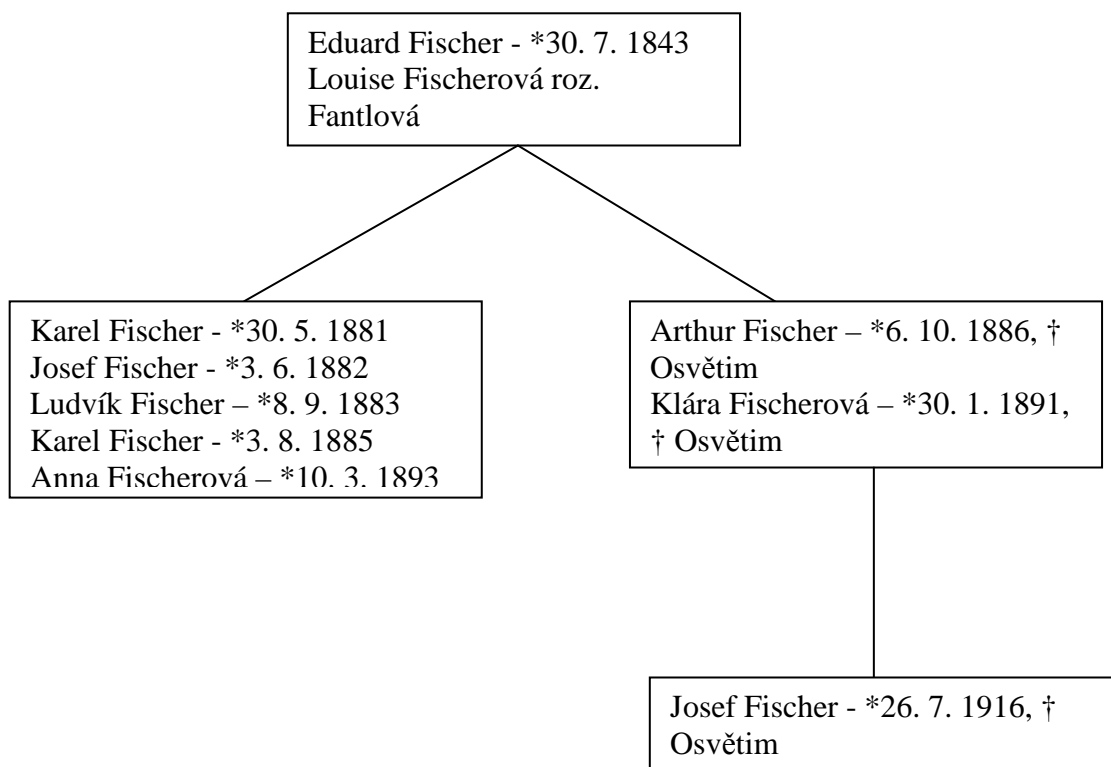 Eduard Fischer - *30. 7. 1843
Louise Fischerová roz.
Fantlová
Karel Fischer - *30. 5. 1881
Josef Fischer - *3. 6. 1882
Ludvík Fischer – *8. 9. 1883
Karel Fischer - *3. 8. 1885
Anna Fischerová – *10. 3. 1893
Arthur Fischer – *6. 10. 1886, †
Osvětim
Klára Fischerová – *30. 1. 1891,
† Osvětim
Josef Fischer - *26. 7. 1916, †
Osvětim